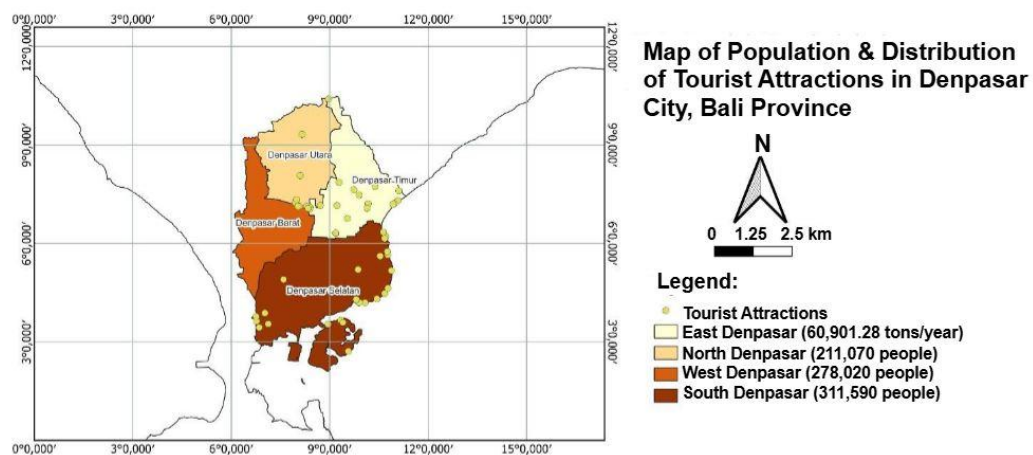 0°0,000′ 3°0,000′ 6°0,000′ 9°0,000′ 12°0,000′ 15°0,000′
12°0,000′ 12°0,000′
9°0,000′ 9°0,000′
6°0,000′ 6°0,000′
3°0,000′ 3°0,000′
0°0,000′ 3°0,000′ 6°0,000′ 9°0,000′ 12°0,000′ 15°0,000′
Denpasar Utara
Denpasar Timur
Denpasar Barat
Denpasar Selatan
Map of Population & Distribution
of Tourist Attractions in Denpasar
City, Bali Province
N
0 1.25 2.5 km
Legend:
Tourist Attractions
East Denpasar (60,901.28 tons/year)
North Denpasar (211,070 people)
West Denpasar (278,020 people)
South Denpasar (311,590 people)